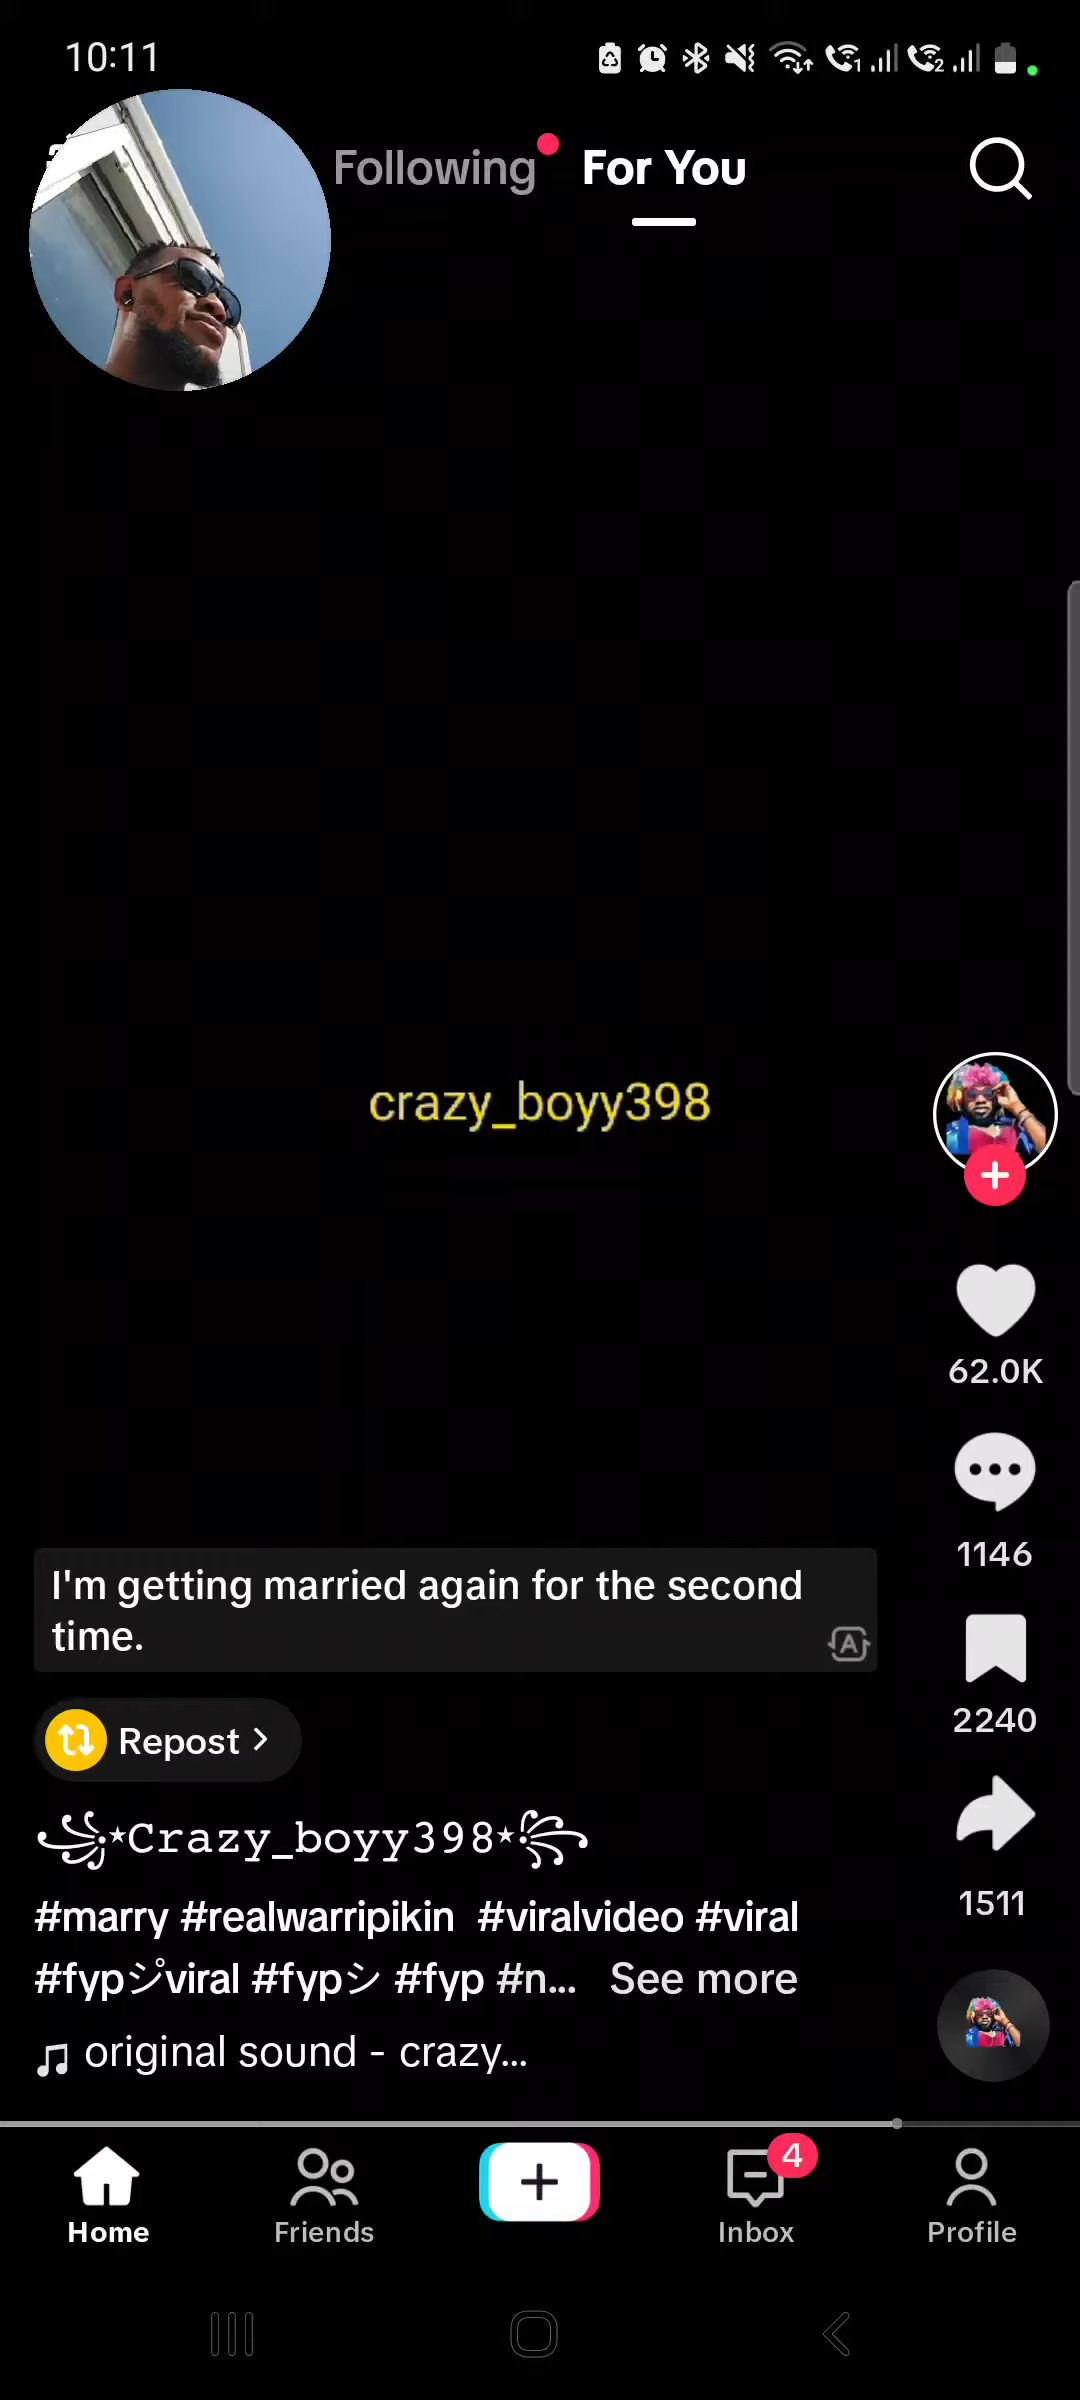 10:11
Following
For You
crazy_boyy398
62.0K
1146
I'm getting married again for the second
time.
2240
Repost
꧁⋆Crazy_boyy398⋆꧂
1511
#marry #realwarripikin #viralvideo #viral
#fypジviral #fypシ #fyp #n... See more
original sound - crazy...
4
Home
Friends
Inbox
Profile